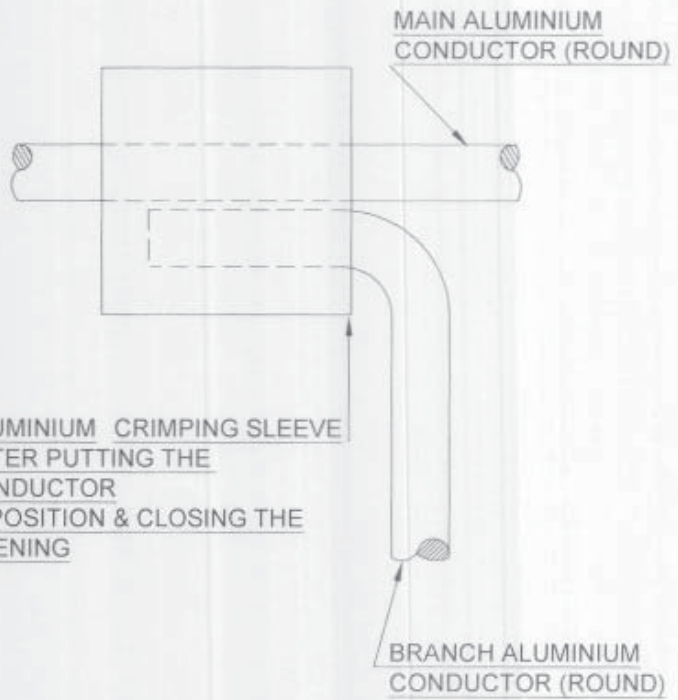 MAIN ALUMINIUM
CONDUCTOR (ROUND)
UMINIUM CRIMPING SLEEVE
TER PUTTING THE
NDUCTOR
POSITION & CLOSING THE
ENING
BRANCH ALUMINIUM
CONDUCTOR (ROUND)